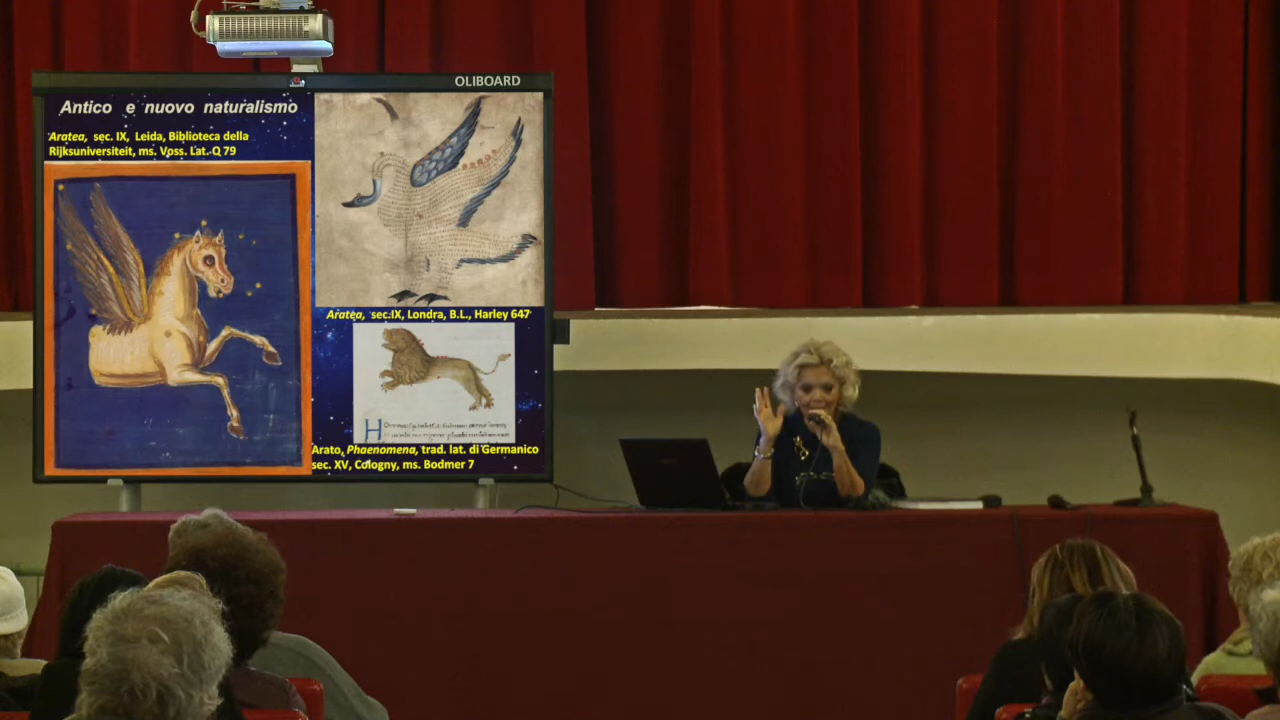 OLIBOARD
Antico e nuovo naturalismo
Aratea, sec. IX, Leida, Biblioteca della
Rijksuniversiteit, ms. Voss. Lat. Q 79
Aratea, sec.IX, Londra, B.L., Harley 647
Arato, Phaenomena, trad. lat. di Germanico
sec. XV, Cologny, ms. Bodmer 7